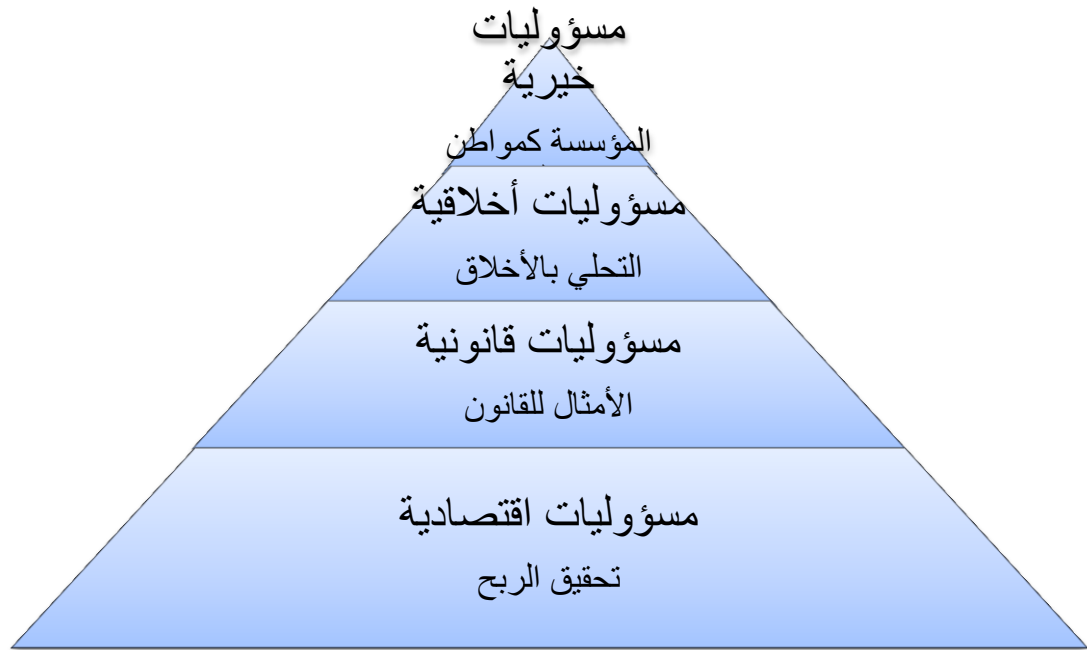 مسؤوليات
خيرية
المؤسسة كمواطن
مسؤوليات أخلاقية
التحلي بالأخلاق
مسؤوليات قانونية
الأمثال للقانون
مسؤوليات اقتصادية
تحقيق الربح